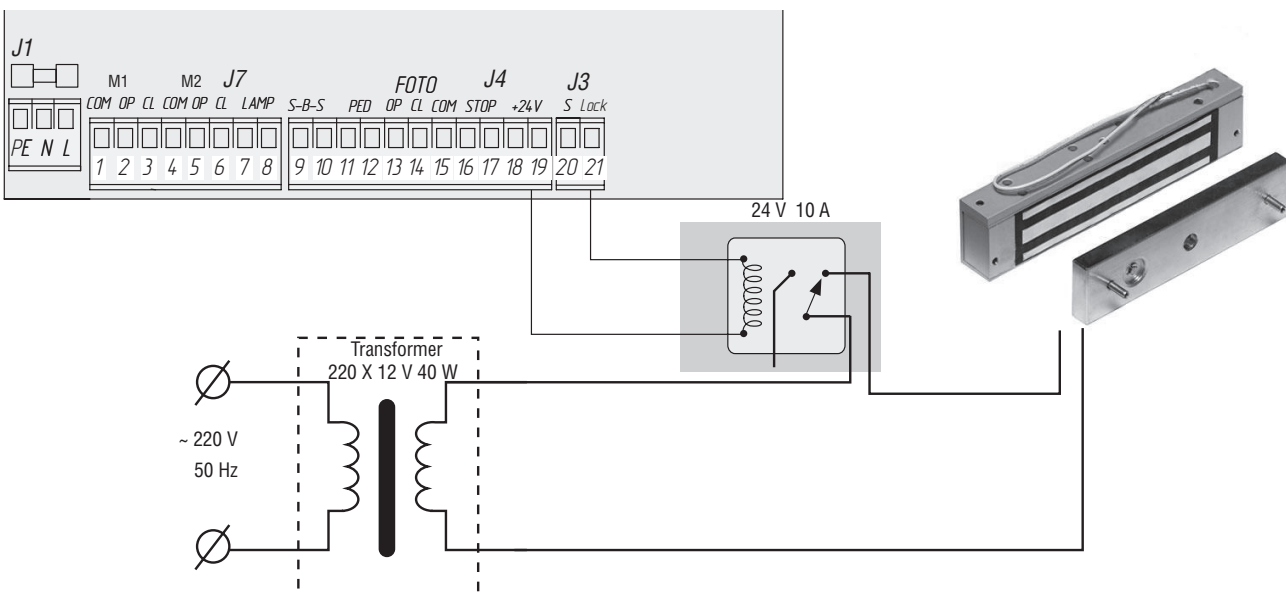 J1
M1 M2 J7 FOTO J4 J3
COM OP CL COM OP CL LAMP S-B-S PED OP CL COM STOP +24V S Lock
PE N L
1 2 3 4 5 6 7 8 9 10 11 12 13 14 15 16 17 18 19 20 21
24 V 10 A
Transformer
220 X 12 V 40 W
~ 220 V
50 Hz